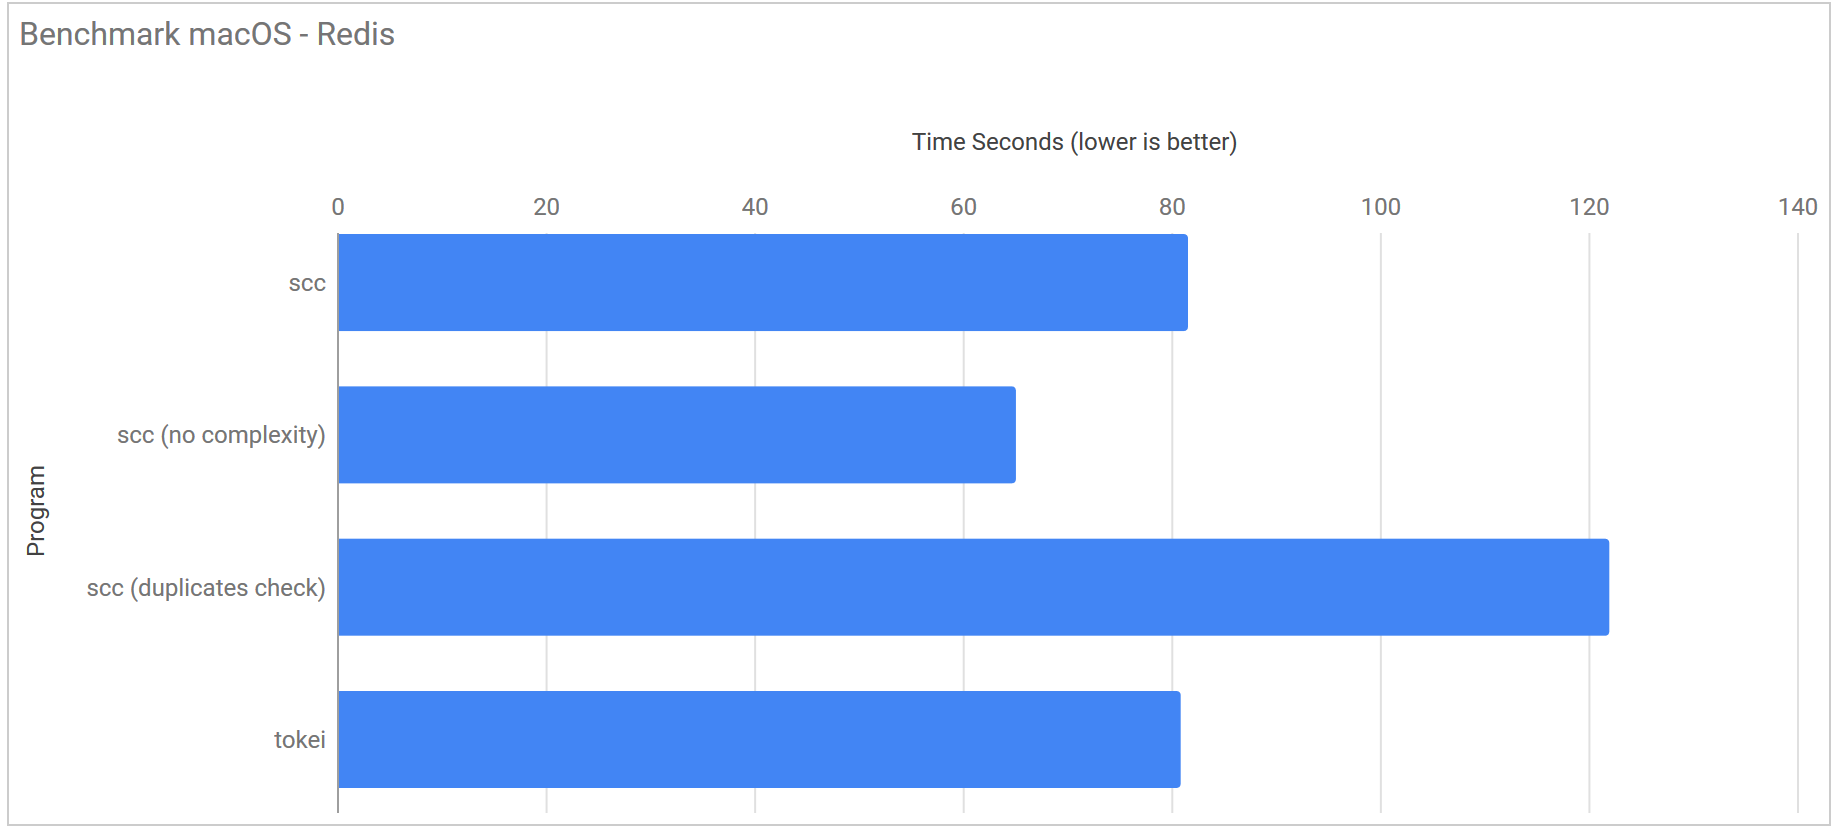 Benchmark macOS - Redis
Time Seconds (lower is better)
0 20 40 60 80 100 120 140
scc
scc (no complexity)
scc (duplicates check)
tokei
Program